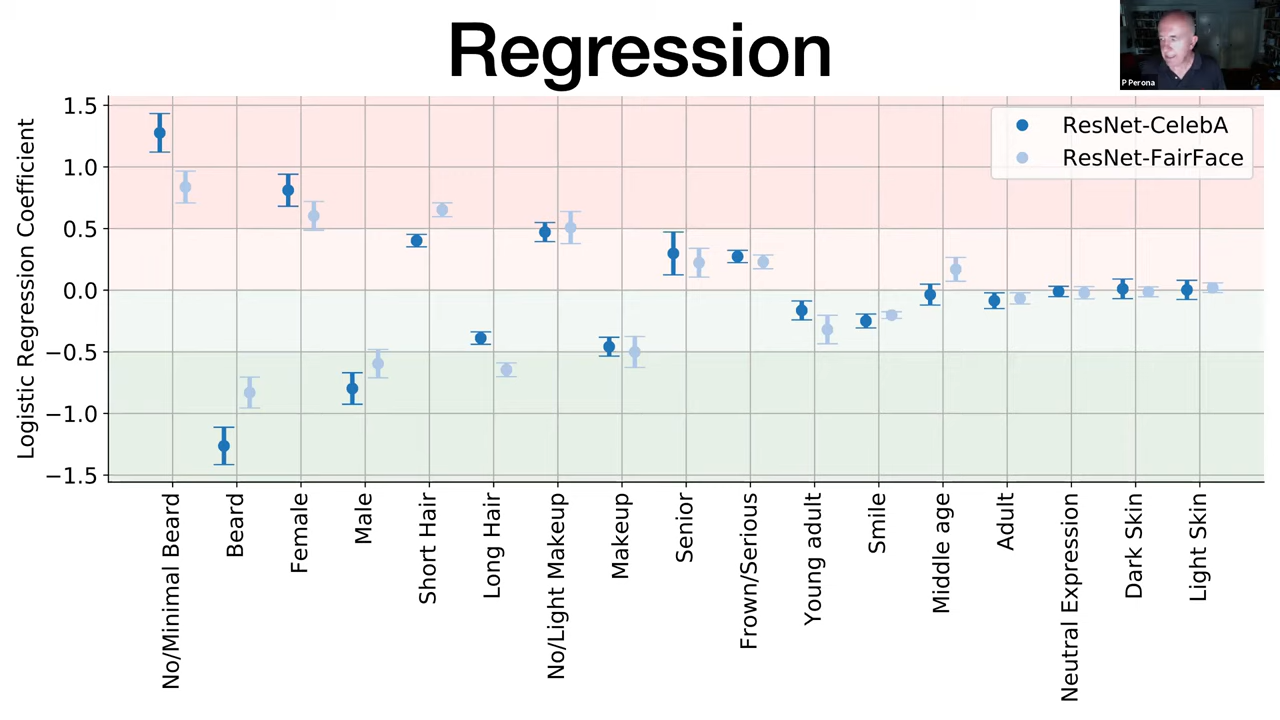 Regression
P Perona
ResNet-CelebA
ResNet-FairFace
Logistic Regression Coefficient
1.5
1.0
0.5
0.0
−0.5
−1.0
−1.5
No/Minimal Beard
Beard
Female
Male
Short Hair
Long Hair
No/Light Makeup
Makeup
Senior
Frown/Serious
Young adult
Smile
Middle age
Adult
Neutral Expression
Dark Skin
Light Skin